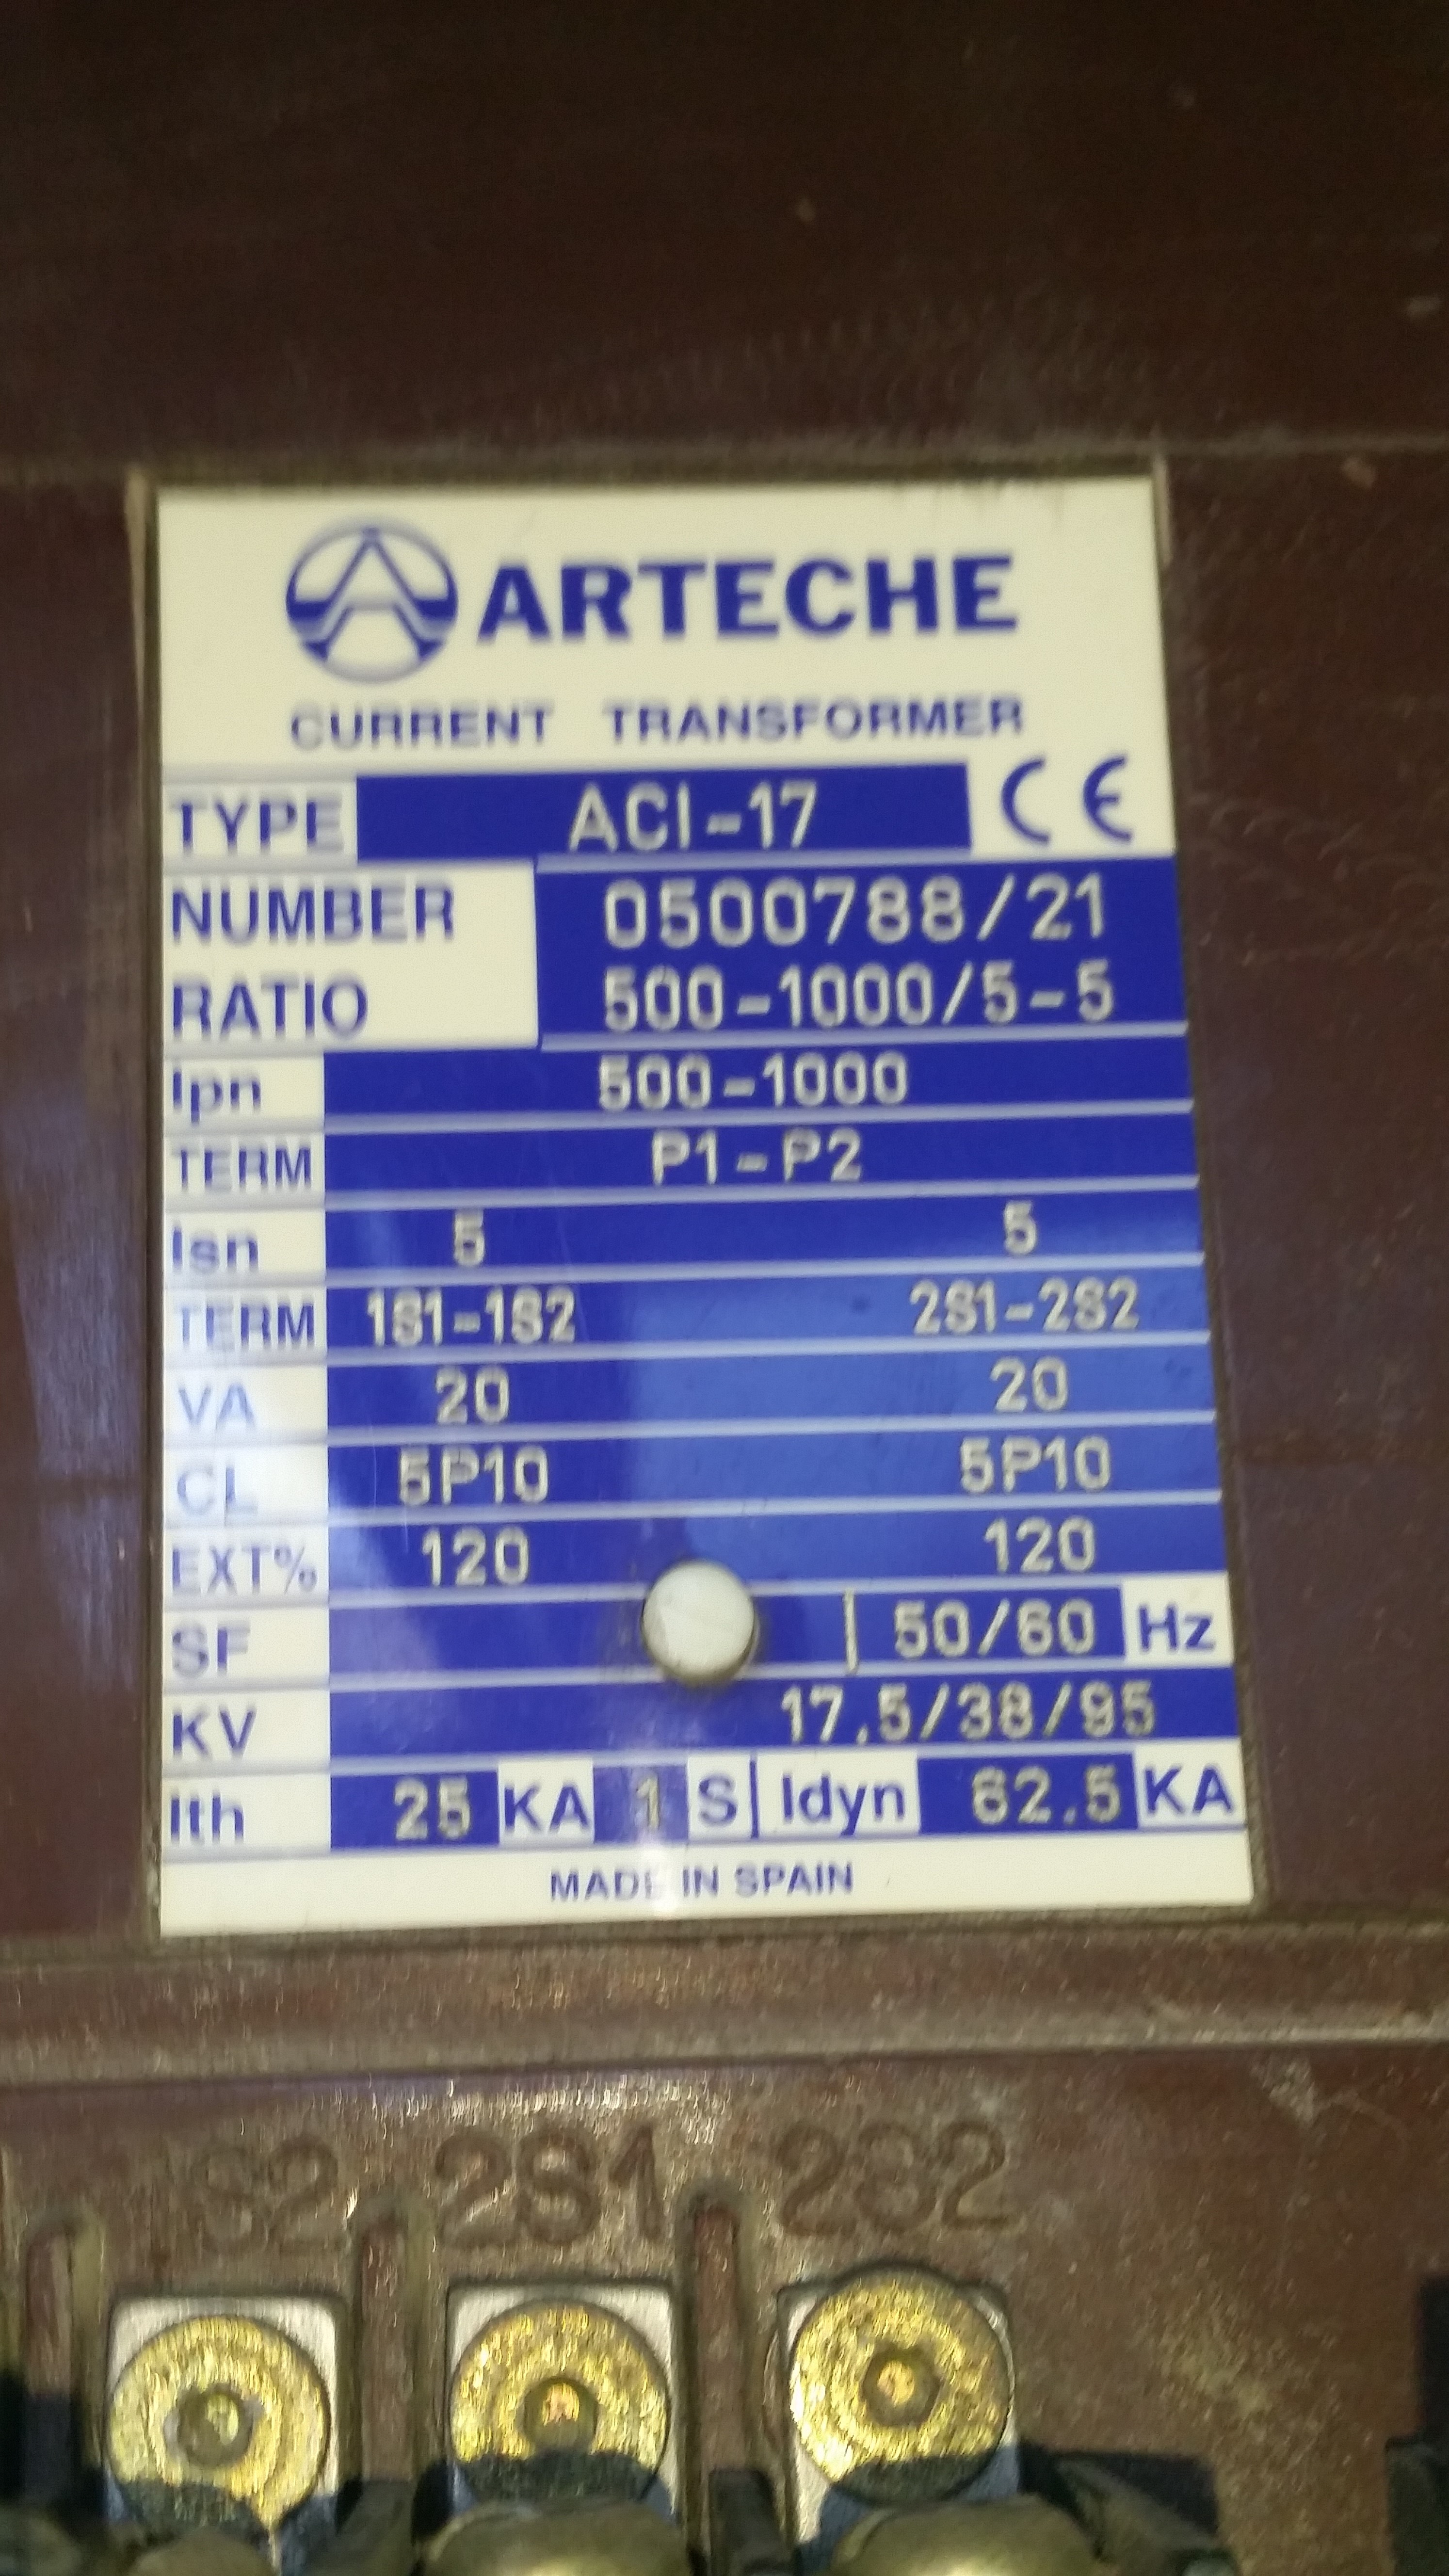 ARTECHE
CURRENT TRANSFORMER
TYPE ACI-17 CE
NUMBER 0500788/21
RATIO 500-1000/5-5
Ipn 500-1000
TERM P1-P2
Isn 5 5
TERM 1S1-1S2 2S1-2S2
VA 20 20
CL 5P10 5P10
EXT% 120 120
SF 50/60 Hz
KV 17,5/38/95
Ith 25 KA 1 S Idyn 62,5 KA
MADE IN SPAIN
S2 2S1 2S2